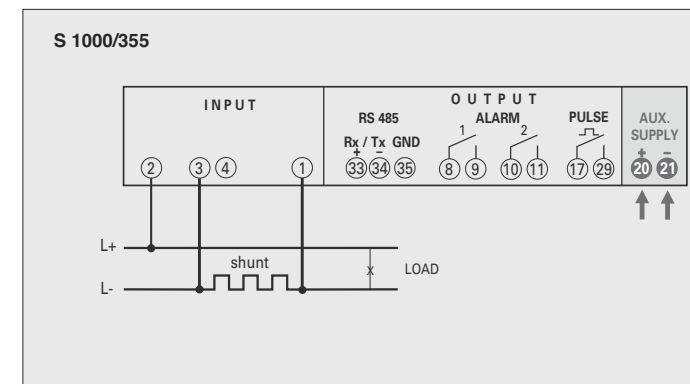 S 1000/355
INPUT
OUTPUT
RS 485
ALARM
PULSE
AUX.
SUPPLY
1 2
Rx / Tx GND
+ –
+ –
2 3 4 1 33 34 35 8 9 10 11 17 29 20 21
L+
shunt
x LOAD
L-